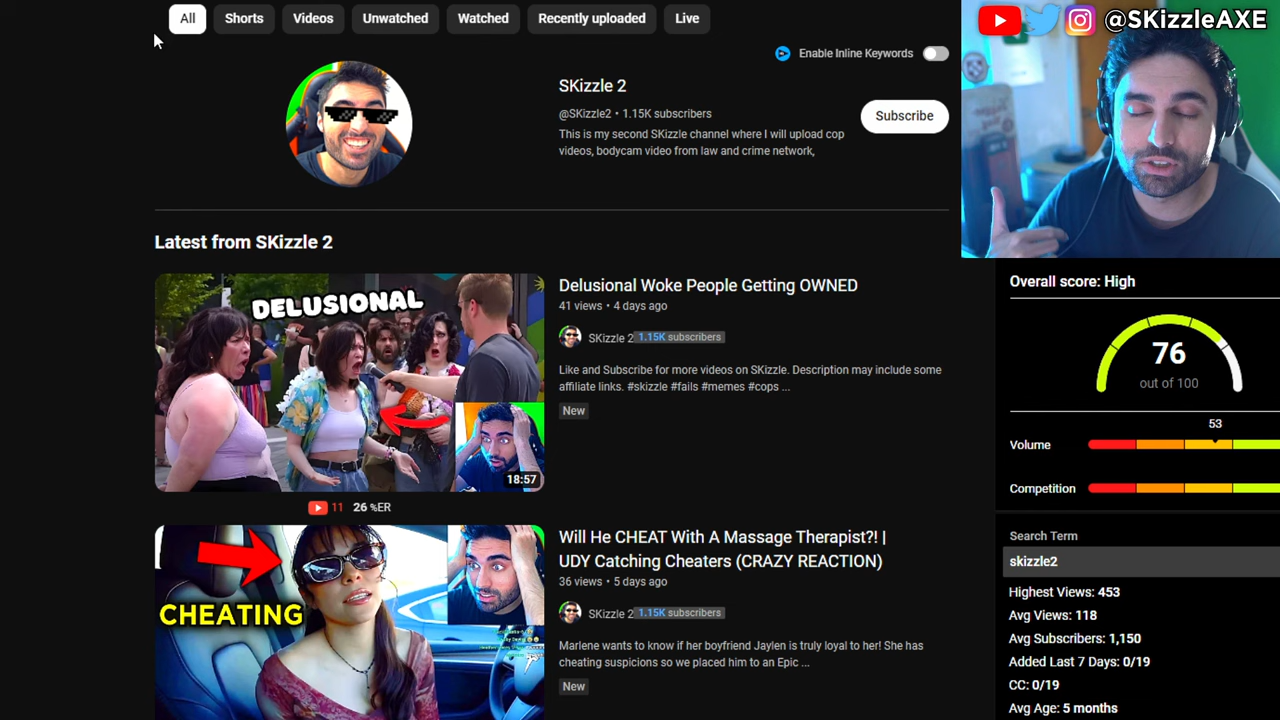 All
Shorts
Videos
Unwatched
Watched
Recently uploaded
Live
@SKizzleAXE
Enable Inline Keywords
SKizzle 2
@SKizzle2 • 1.15K subscribers
This is my second SKizzle channel where I will upload cop
videos, bodycam video from law and crime network,
Subscribe
Latest from SKizzle 2
DELUSIONAL
18:57
11 26 %ER
Delusional Woke People Getting OWNED
41 views • 4 days ago
SKizzle 2 1.15K subscribers
Like and Subscribe for more videos on SKizzle. Description may include some
affiliate links. #skizzle #fails #memes #cops ...
New
CHEATING
Will He CHEAT With A Massage Therapist?! |
UDY Catching Cheaters (CRAZY REACTION)
36 views • 5 days ago
SKizzle 2 1.15K subscribers
Marlene wants to know if her boyfriend Jaylen is truly loyal to her! She has
cheating suspicions so we placed him to an Epic ...
New
Overall score: High
76
out of 100
53
Volume
Competition
Search Term
skizzle2
Highest Views: 453
Avg Views: 118
Avg Subscribers: 1,150
Added Last 7 Days: 0/19
CC: 0/19
Avg Age: 5 months